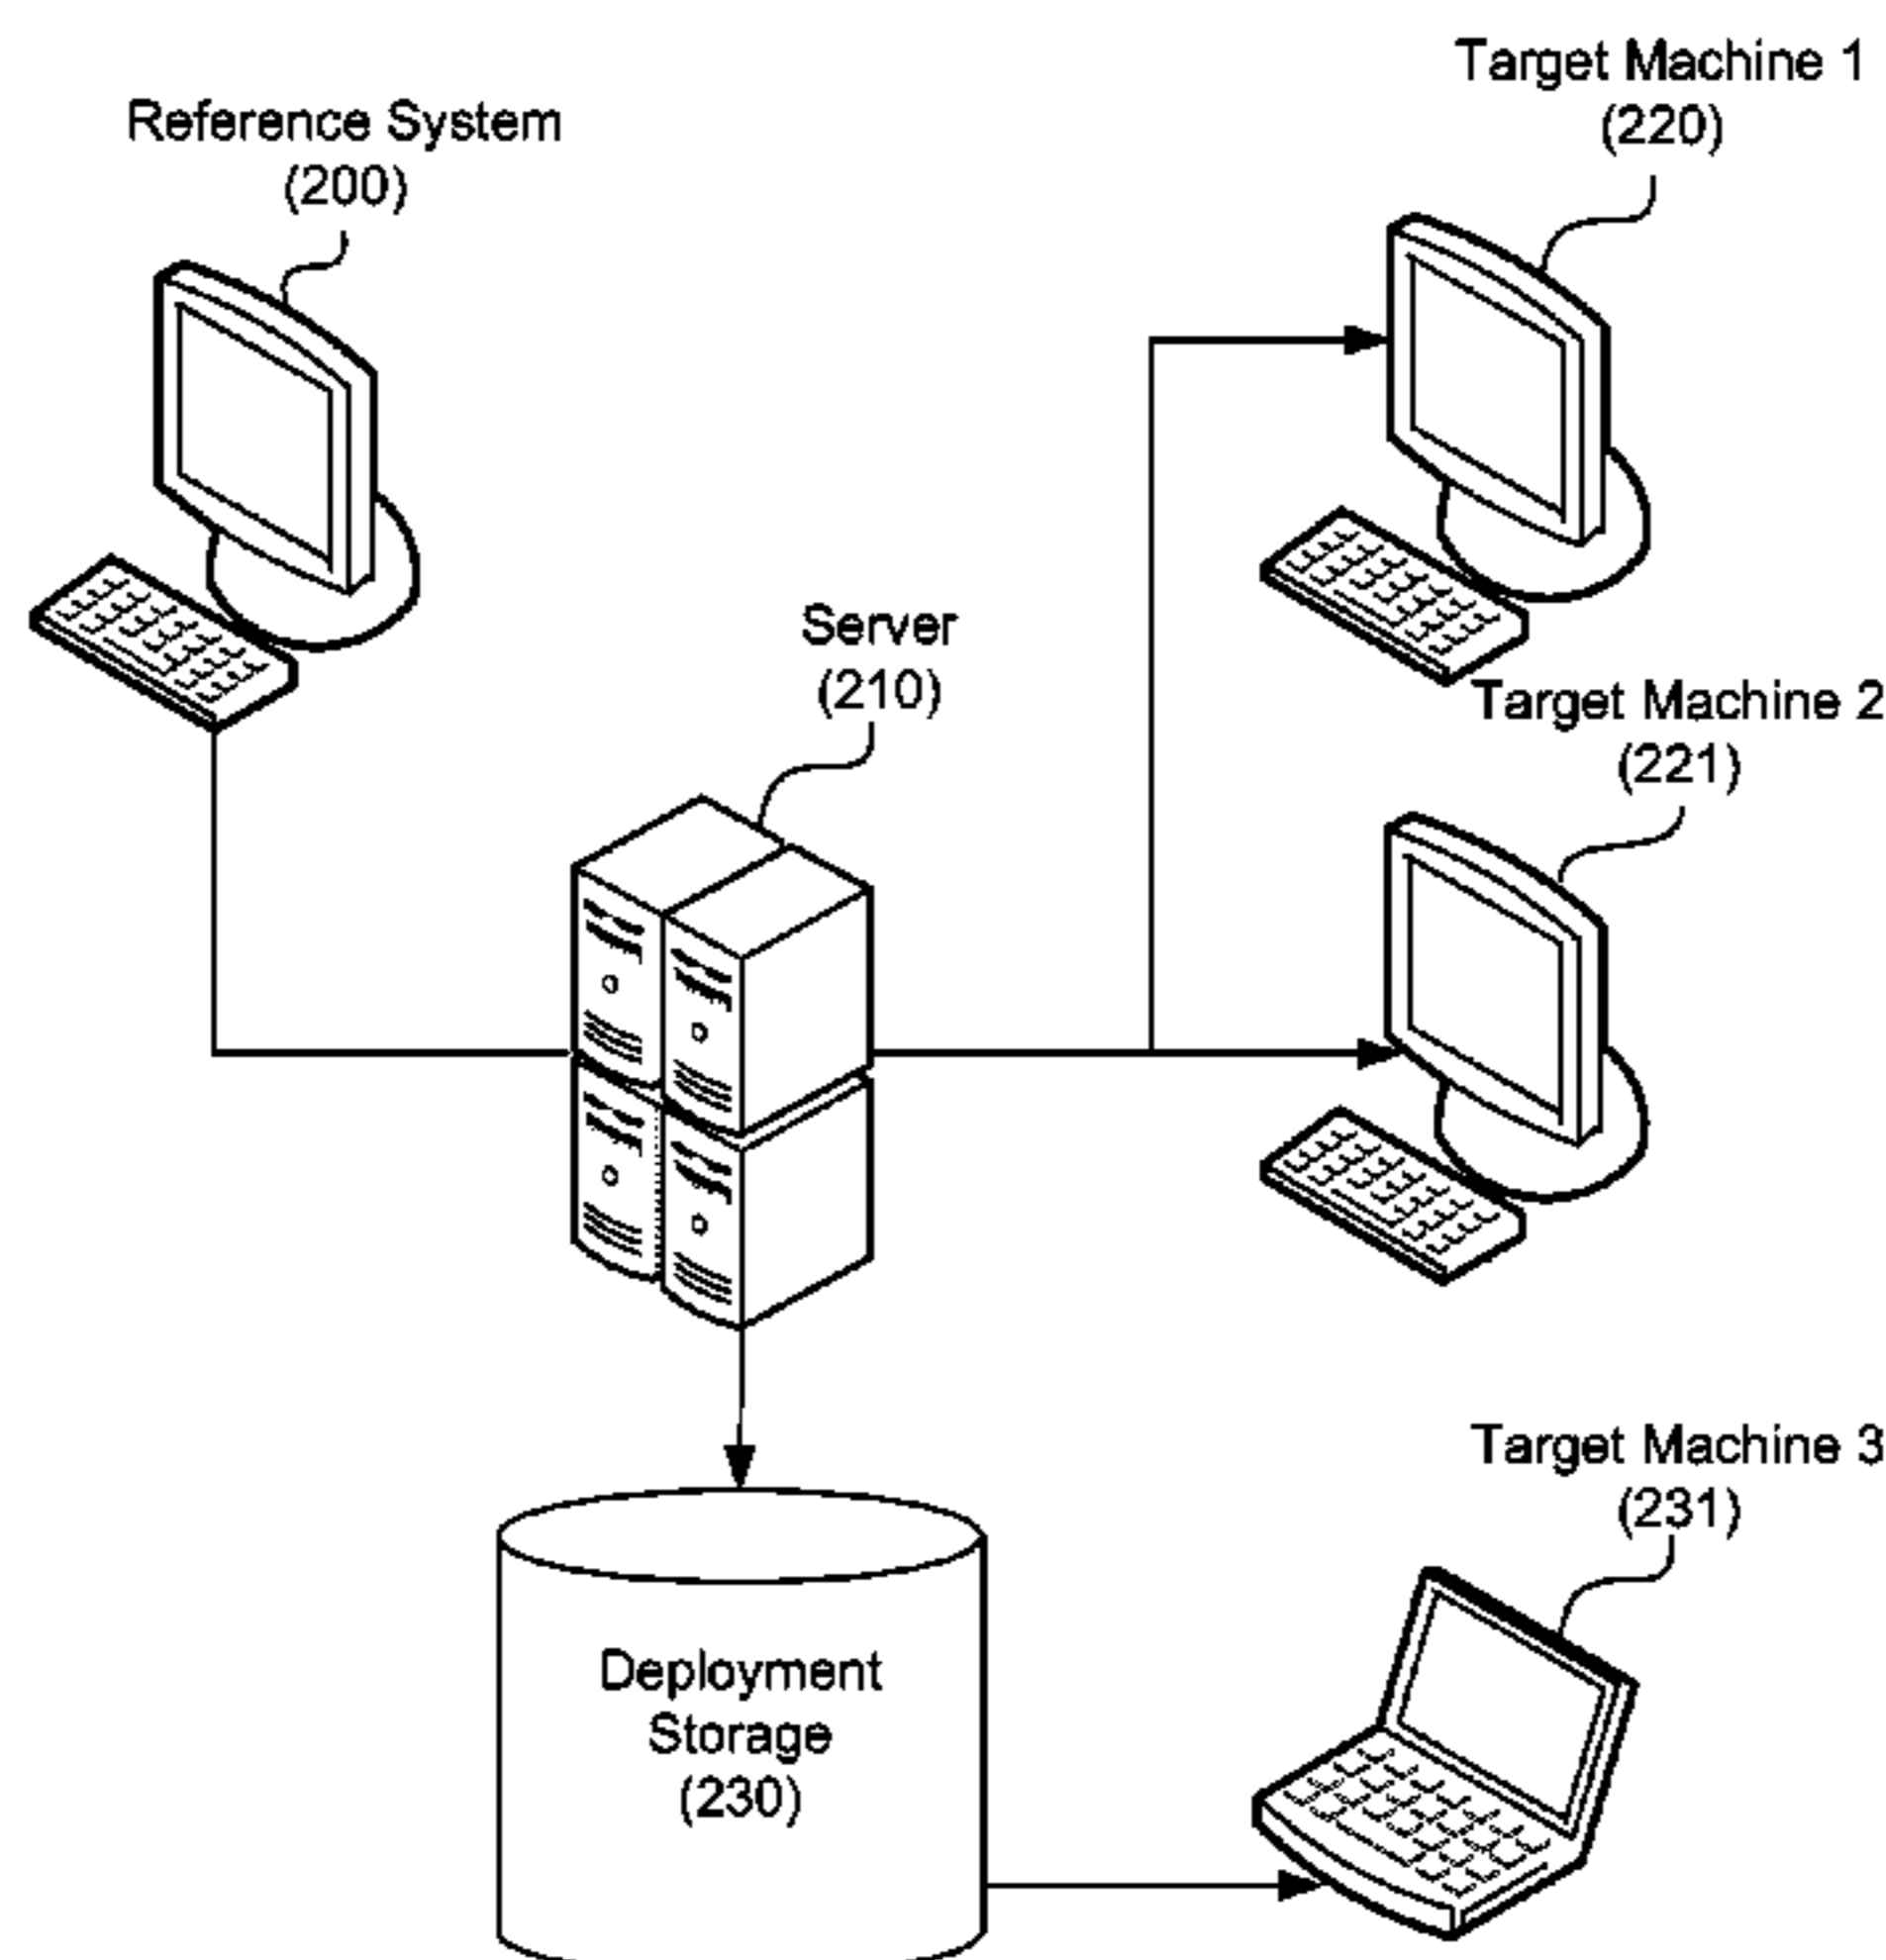 Target Machine 1
(220)
Reference System
(200)
Server
(210)
Target Machine 2
(221)
Target Machine 3
(231)
Deployment
Storage
(230)